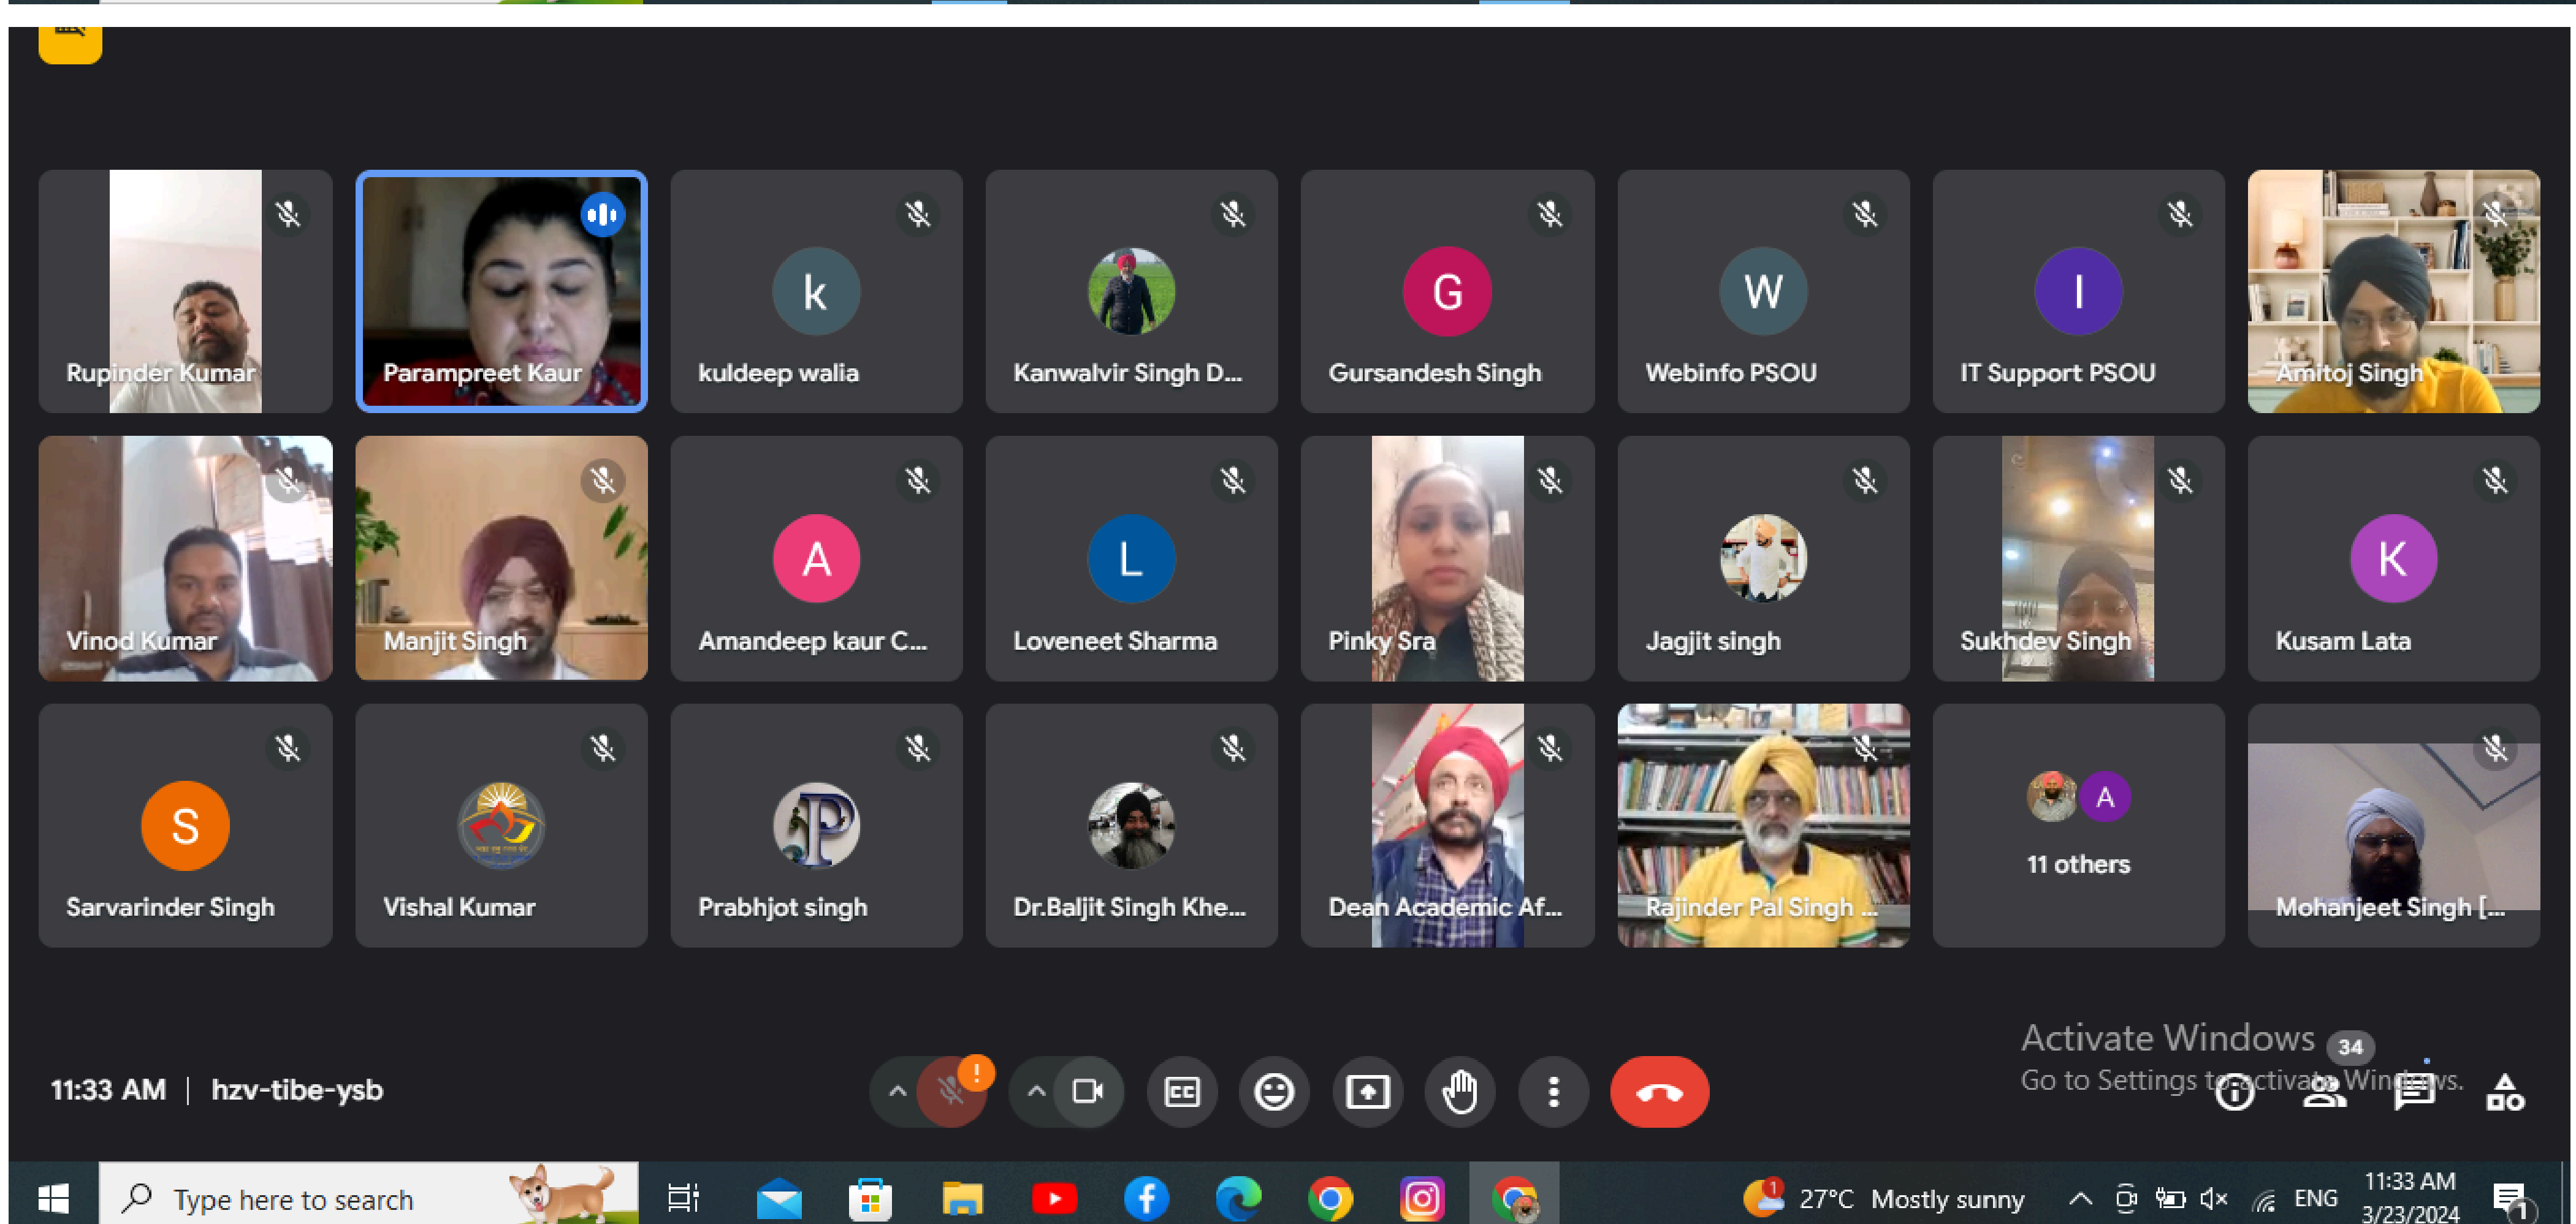 Rupinder Kumar
Parampreet Kaur
k
kuldeep walia
Kanwalvir Singh D...
G
Gursandesh Singh
W
Webinfo PSOU
I
IT Support PSOU
Amitoj Singh
Vinod Kumar
Manjit Singh
A
Amandeep kaur C...
L
Loveneet Sharma
Pinky Sra
Jagjit singh
Sukhdev Singh
K
Kusam Lata
S
Sarvarinder Singh
Vishal Kumar
P
Prabhjot singh
Dr.Baljit Singh Khe...
Dean Academic Af...
Rajinder Pal Singh ...
A
11 others
Mohanjeet Singh [...
11:33 AM | hzv-tibe-ysb
!
CC
Activate Windows
34
Go to Settings to activate Windows.
Type here to search
1
27°C Mostly sunny
ENG
11:33 AM
3/23/2024
1